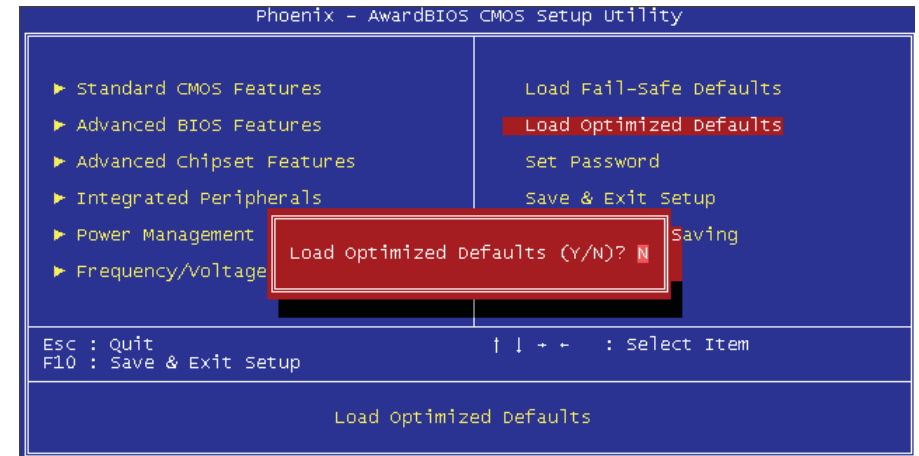 Phoenix – AwardBIOS CMOS Setup Utility
► Standard CMOS Features
► Advanced BIOS Features
► Advanced Chipset Features
► Integrated Peripherals
► Power Management
► Frequency/Voltage
Load Fail-Safe Defaults
Load Optimized Defaults
Set Password
Save & Exit Setup
Saving
Load Optimized Defaults (Y/N)? N
Esc : Quit
F10 : Save & Exit Setup
↑ ↓ → ← : Select Item
Load Optimized Defaults